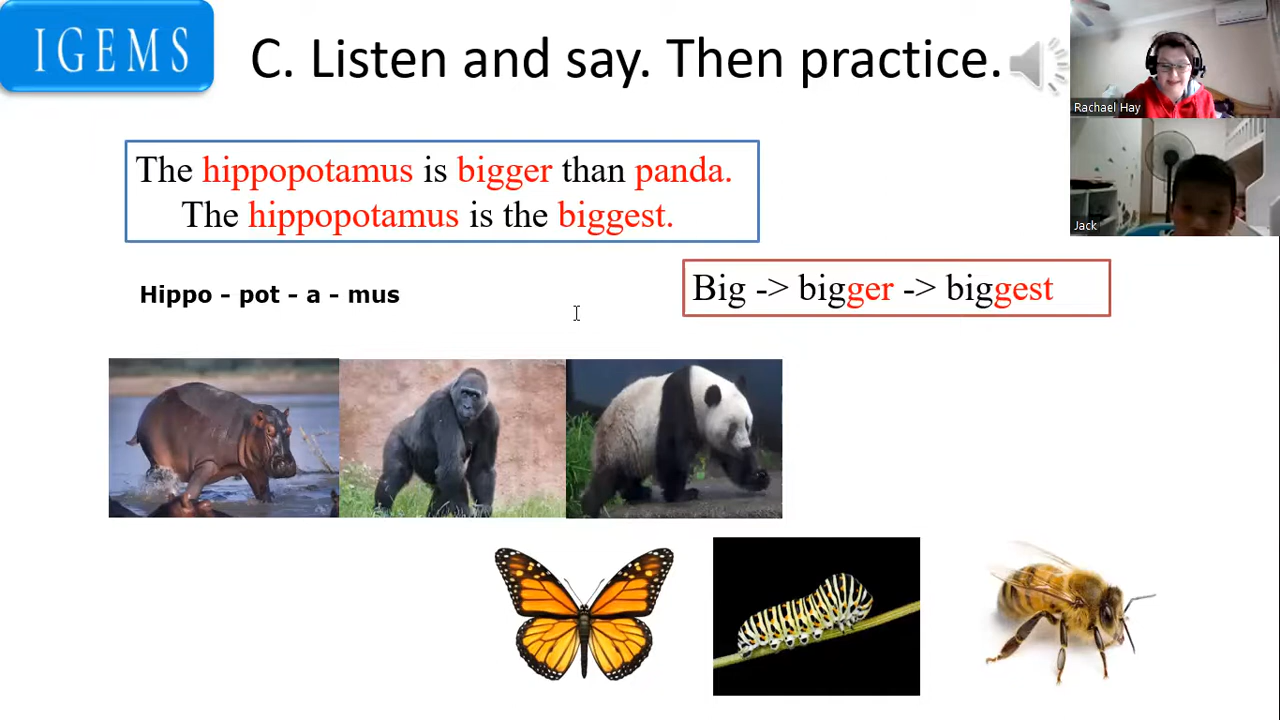 IGEMS
C. Listen and say. Then practice.
Rachael Hay
The hippopotamus is bigger than panda.
The hippopotamus is the biggest.
Jack
Hippo - pot - a - mus
Big -> bigger -> biggest